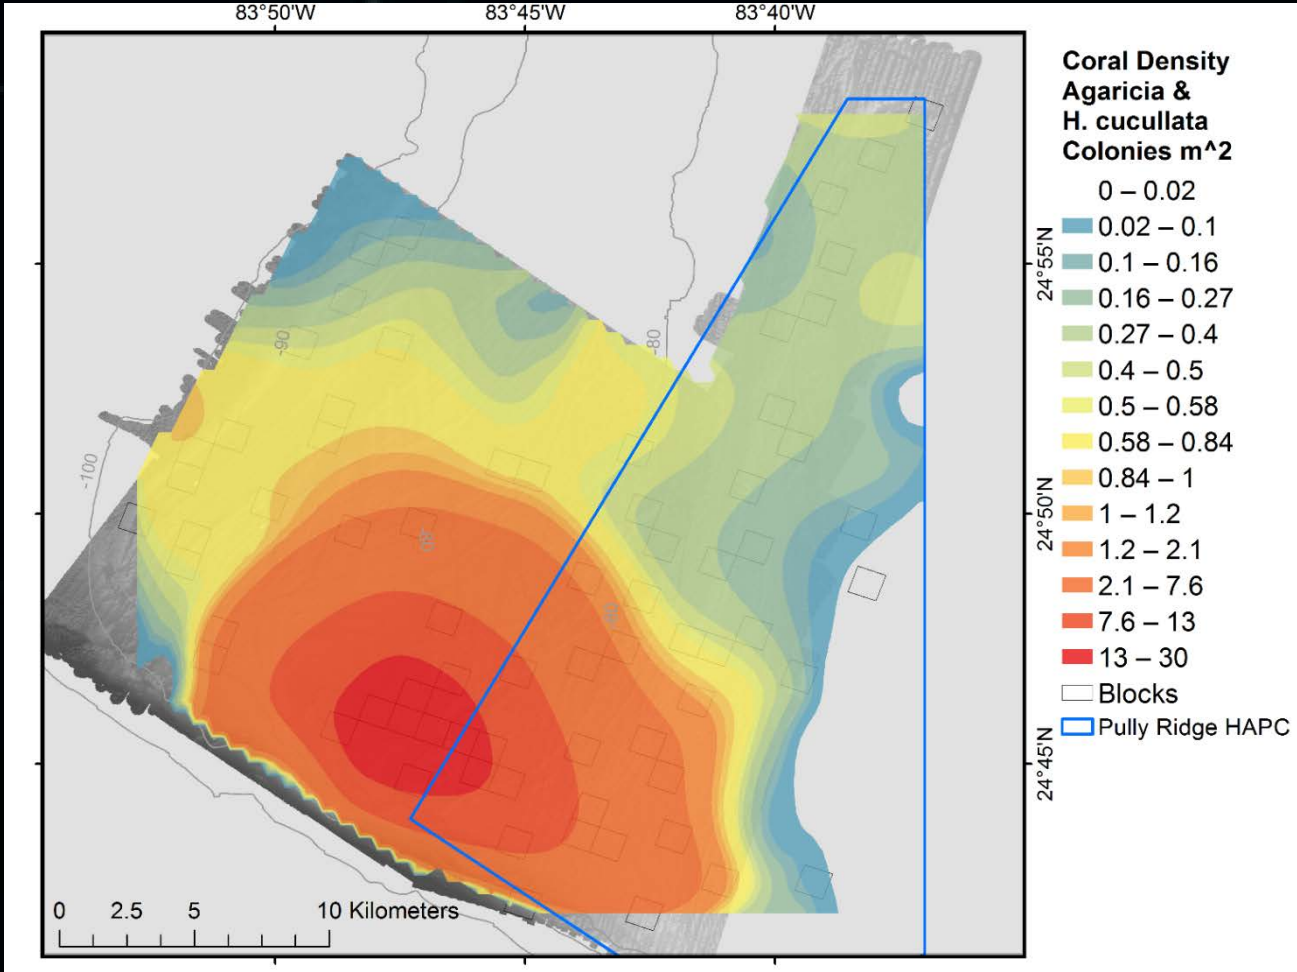 83°50'W 83°45'W 83°40'W
Coral Density
Agaricia &
H. cucullata
Colonies m^2
0 – 0.02
0.02 – 0.1
0.1 – 0.16
0.16 – 0.27
0.27 – 0.4
0.4 – 0.5
0.5 – 0.58
0.58 – 0.84
0.84 – 1
1 – 1.2
1.2 – 2.1
2.1 – 7.6
7.6 – 13
13 – 30
Blocks
Pully Ridge HAPC
24°55'N
24°50'N
24°45'N
-90
-80
-100
0 2.5 5 10 Kilometers